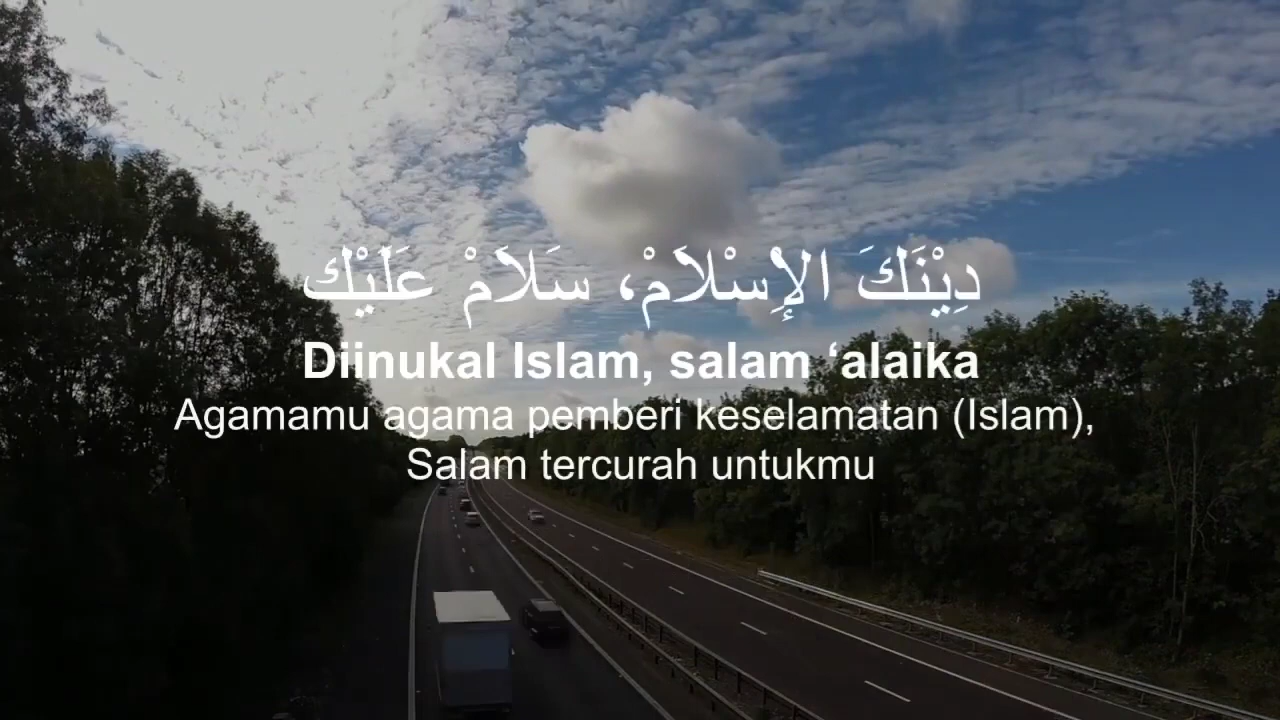 دِيْنَكَ الإِسْلاَمْ، سَلاَمْ عَلَيْك
Diinukal Islam, salam ‘alaika
Agamamu agama pemberi keselamatan (Islam),
Salam tercurah untukmu